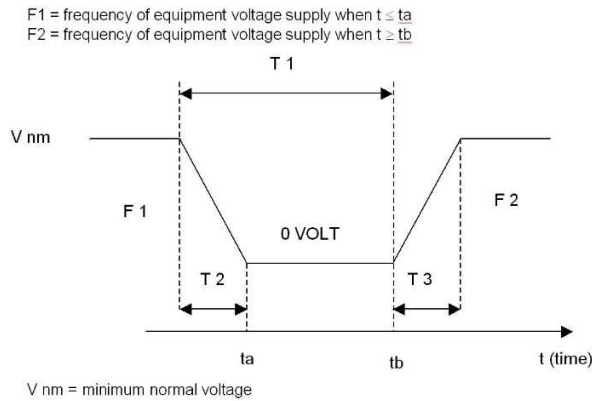 F1 = frequency of equipment voltage supply when t ≤ ta
F2 = frequency of equipment voltage supply when t ≥ tb
T 1
V nm
F 1
F 2
0 VOLT
T 2
T 3
ta
tb
t (time)
V nm = minimum normal voltage